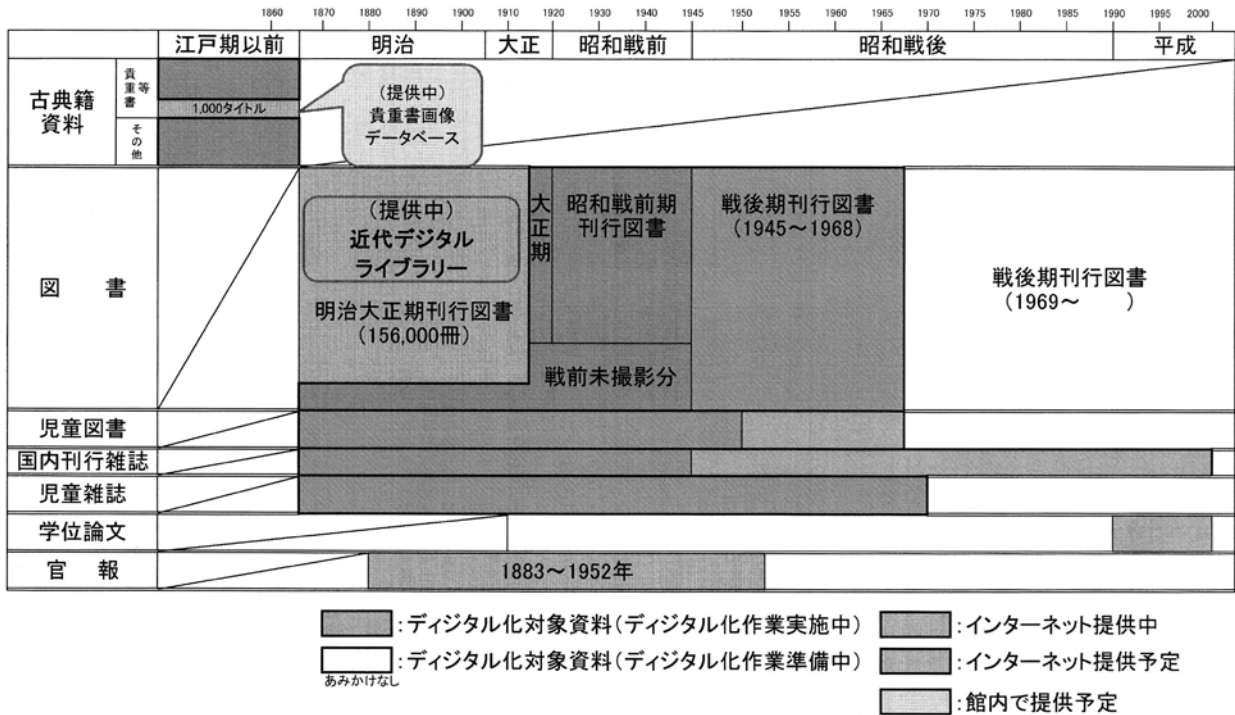 1860 1870 1880 1890 1900 1910 1920 1930 1940 1945 1950 1955 1960 1965 1970 1975 1980 1985 1990 1995 2000
江戸期以前 明治 大正 昭和戦前 昭和戦後 平成
古典籍
資料
貴重書
等
1,000タイトル
その他
(提供中)
貴重書画像
データベース
図 書
(提供中)
近代デジタル
ライブラリー
明治大正期刊行図書
(156,000冊)
大正期
昭和戦前期
刊行図書
戦前未撮影分
戦後期刊行図書
(1945~1968)
戦後期刊行図書
(1969~ )
児童図書
国内刊行雑誌
児童雑誌
学位論文
官 報
1883~1952年
:ディジタル化対象資料(ディジタル化作業実施中)
:ディジタル化対象資料(ディジタル化作業準備中)
あみかけなし
:インターネット提供中
:インターネット提供予定
:館内で提供予定